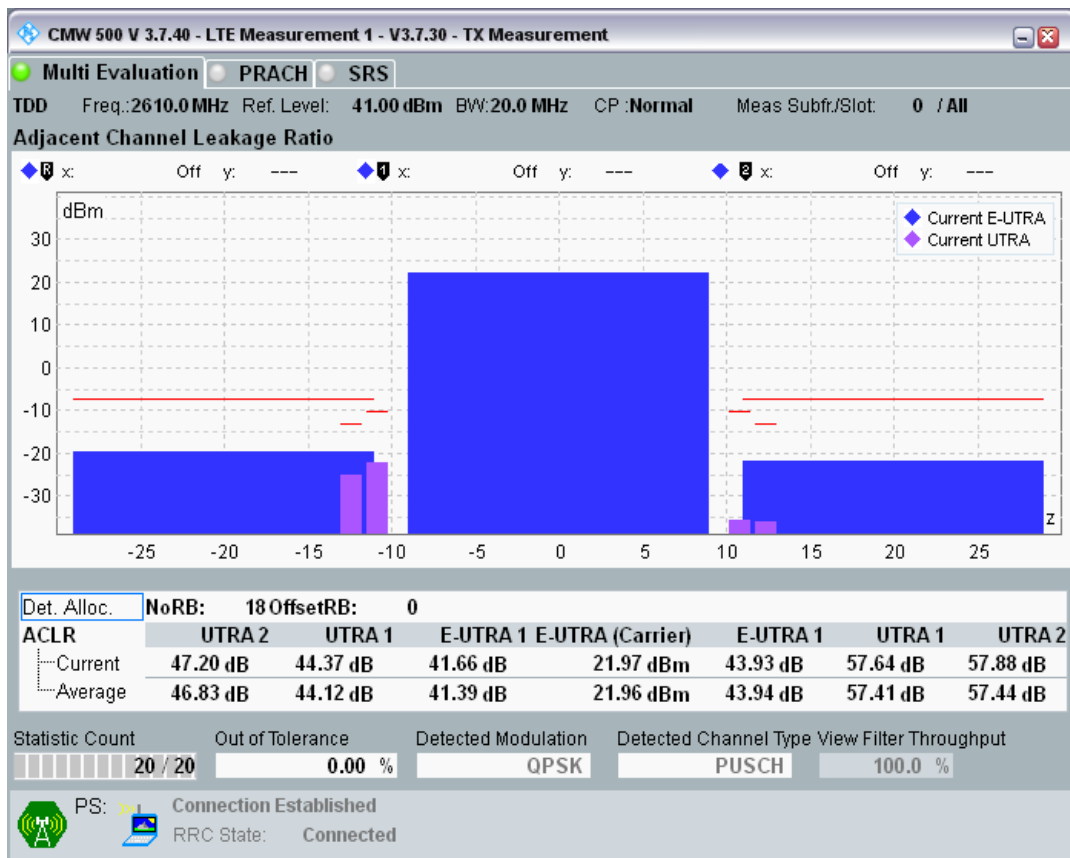 CMW 500 V 3.7.40 - LTE Measurement 1 - V3.7.30 - TX Measurement
Multi Evaluation PRACH SRS
TDD Freq.:2610.0 MHz Ref. Level: 41.00 dBm BW:20.0 MHz CP :Normal Meas Subfr./Slot: 0 / All
Adjacent Channel Leakage Ratio
R x: Off y: --- 1 x: Off y: --- 2 x: Off y: ---
dBm
Current E-UTRA
Current UTRA
30
20
10
0
-10
-20
-30
z
-25 -20 -15 -10 -5 0 5 10 15 20 25
Det. Alloc. NoRB: 18 OffsetRB: 0
ACLR UTRA 2 UTRA 1 E-UTRA 1 E-UTRA (Carrier) E-UTRA 1 UTRA 1 UTRA 2
Current 47.20 dB 44.37 dB 41.66 dB 21.97 dBm 43.93 dB 57.64 dB 57.88 dB
Average 46.83 dB 44.12 dB 41.39 dB 21.96 dBm 43.94 dB 57.41 dB 57.44 dB
Statistic Count Out of Tolerance Detected Modulation Detected Channel Type View Filter Throughput
20 / 20 0.00 % QPSK PUSCH 100.0 %
PS: Connection Established
RRC State: Connected